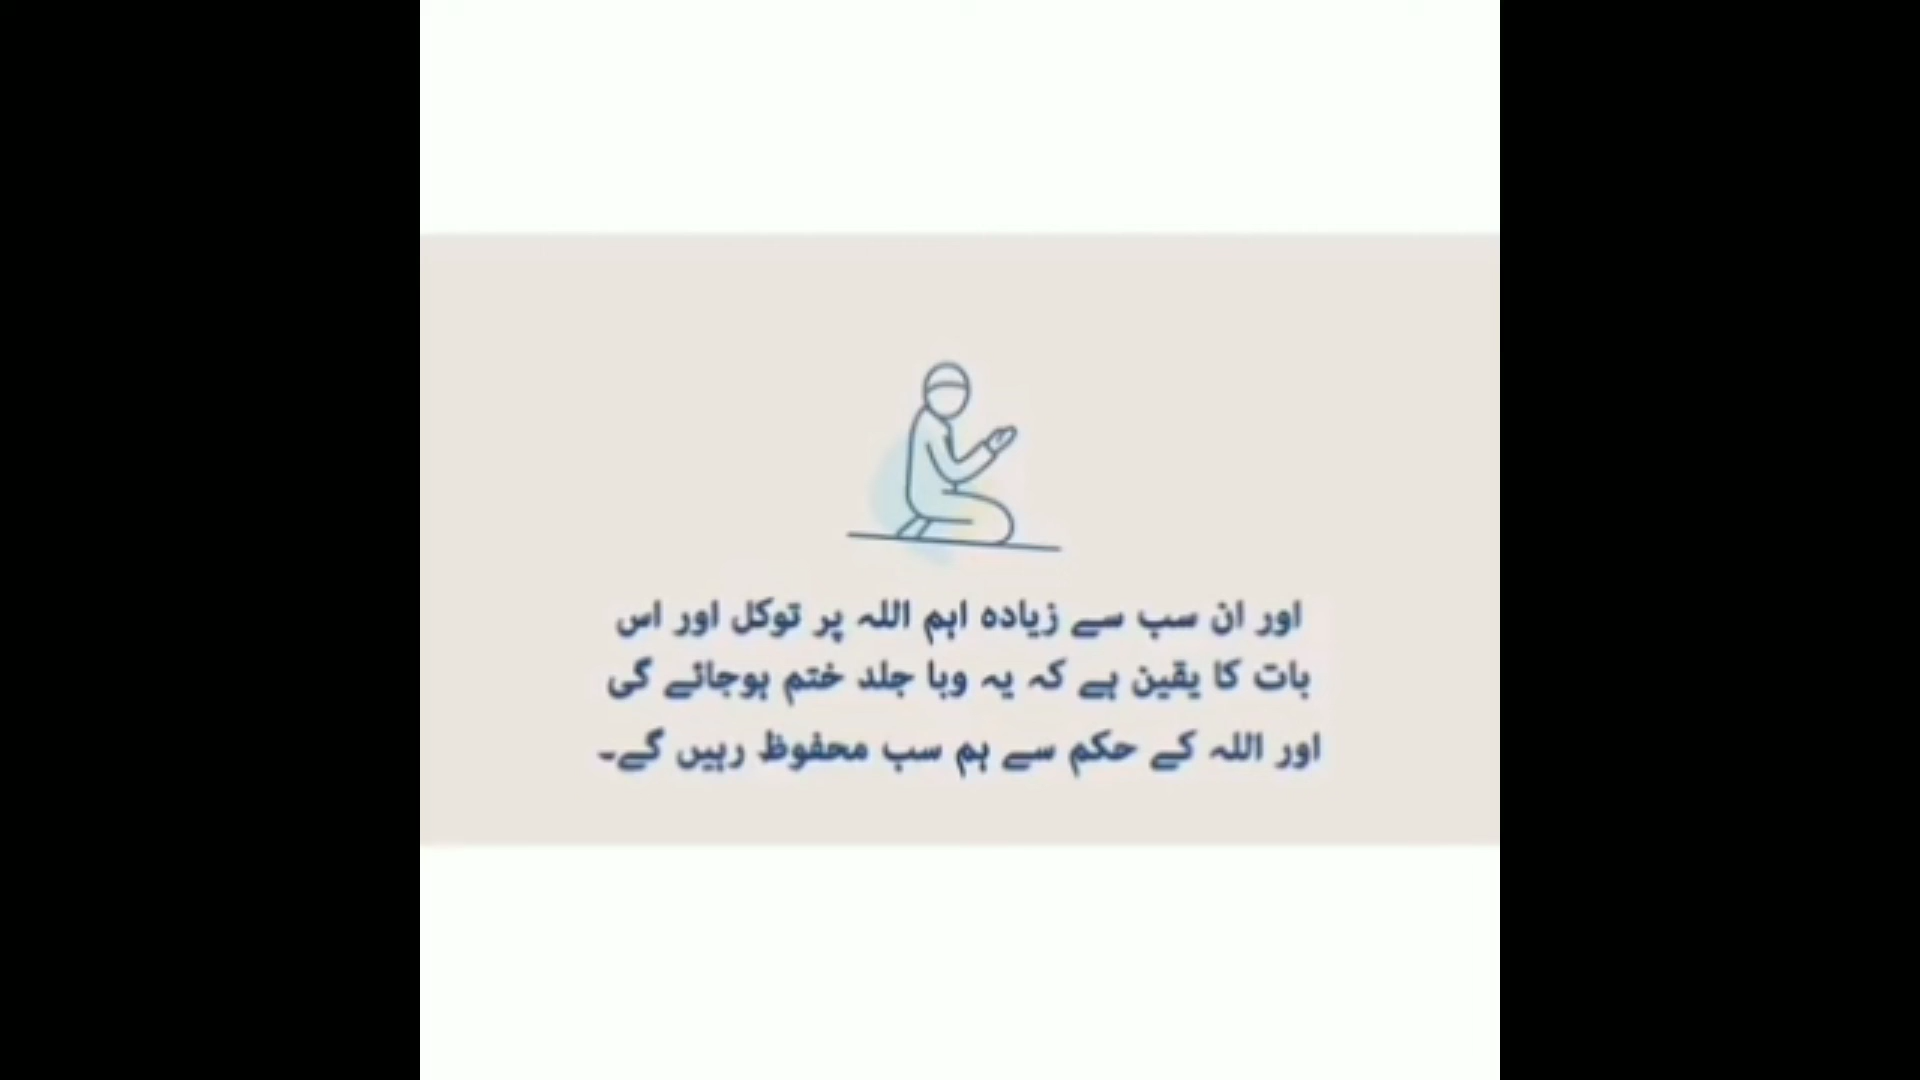 اور ان سب سے زیادہ اہم اللہ پر توکل اور اس
بات کا یقین ہے کہ یہ وبا جلد ختم ہوجائے گی
اور اللہ کے حکم سے ہم سب محفوظ رہیں گے۔